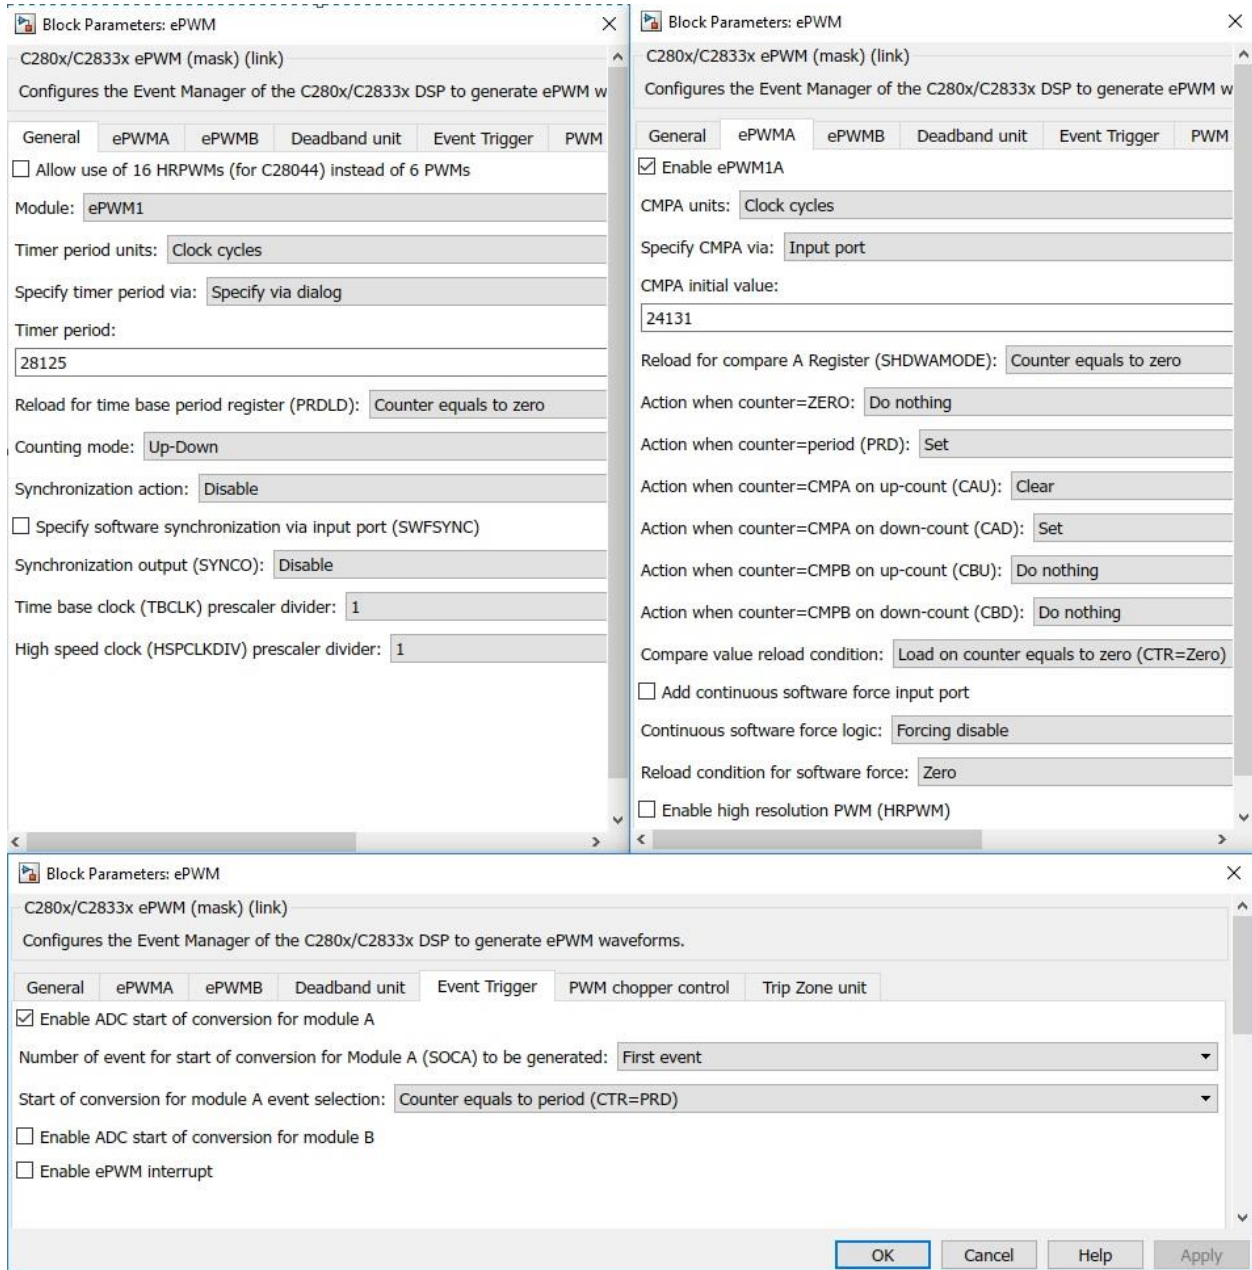 Block Parameters: ePWM
C280x/C2833x ePWM (mask) (link)
Configures the Event Manager of the C280x/C2833x DSP to generate ePWM w
General ePWMA ePWMB Deadband unit Event Trigger PWM
Allow use of 16 HRPWMs (for C28044) instead of 6 PWMs
Module: ePWM1
Timer period units: Clock cycles
Specify timer period via: Specify via dialog
Timer period:
28125
Reload for time base period register (PRDLD): Counter equals to zero
Counting mode: Up-Down
Synchronization action: Disable
Specify software synchronization via input port (SWFSYNC)
Synchronization output (SYNCO): Disable
Time base clock (TBCLK) prescaler divider: 1
High speed clock (HSPCLKDIV) prescaler divider: 1
Block Parameters: ePWM
C280x/C2833x ePWM (mask) (link)
Configures the Event Manager of the C280x/C2833x DSP to generate ePWM w
General ePWMA ePWMB Deadband unit Event Trigger PWM
Enable ePWM1A
CMPA units: Clock cycles
Specify CMPA via: Input port
CMPA initial value:
24131
Reload for compare A Register (SHDWAMODE): Counter equals to zero
Action when counter=ZERO: Do nothing
Action when counter=period (PRD): Set
Action when counter=CMPA on up-count (CAU): Clear
Action when counter=CMPA on down-count (CAD): Set
Action when counter=CMPB on up-count (CBU): Do nothing
Action when counter=CMPB on down-count (CBD): Do nothing
Compare value reload condition: Load on counter equals to zero (CTR=Zero)
Add continuous software force input port
Continuous software force logic: Forcing disable
Reload condition for software force: Zero
Enable high resolution PWM (HRPWM)
Block Parameters: ePWM
C280x/C2833x ePWM (mask) (link)
Configures the Event Manager of the C280x/C2833x DSP to generate ePWM waveforms.
General ePWMA ePWMB Deadband unit Event Trigger PWM chopper control Trip Zone unit
Enable ADC start of conversion for module A
Number of event for start of conversion for Module A (SOCA) to be generated: First event
Start of conversion for module A event selection: Counter equals to period (CTR=PRD)
Enable ADC start of conversion for module B
Enable ePWM interrupt
OK Cancel Help Apply